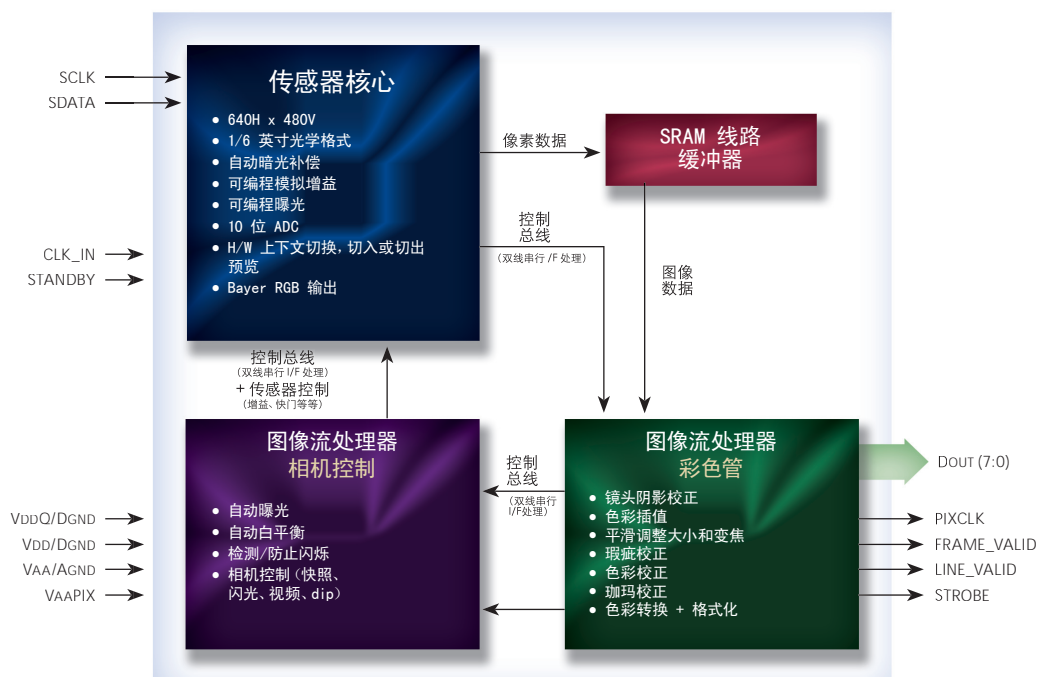 SCLK
SDATA
CLK_IN
STANDBY
传感器核心
• 640H x 480V
• 1/6 英寸光学格式
• 自动暗光补偿
• 可编程模拟增益
• 可编程曝光
• 10 位 ADC
• H/W 上下文切换，切入或切出
预览
• Bayer RGB 输出
像素数据
SRAM 线路
缓冲器
控制
总线
(双线串行 /F 处理)
图像
数据
控制总线
(双线串行 I/F 处理)
+ 传感器控制
(增益、快门等等)
VDDQ/DGND
VDD/DGND
VAA/AGND
VAAPIX
图像流处理器
相机控制
• 自动曝光
• 自动白平衡
• 检测/防止闪烁
• 相机控制（快照、
闪光、视频、dip）
控制
总线
(双线串行
I/F处理)
图像流处理器
彩色管
• 镜头阴影校正
• 色彩插值
• 平滑调整大小和变焦
• 瑕疵校正
• 色彩校正
• 珈玛校正
• 色彩转换 + 格式化
DOUT (7:0)
PIXCLK
FRAME_VALID
LINE_VALID
STROBE